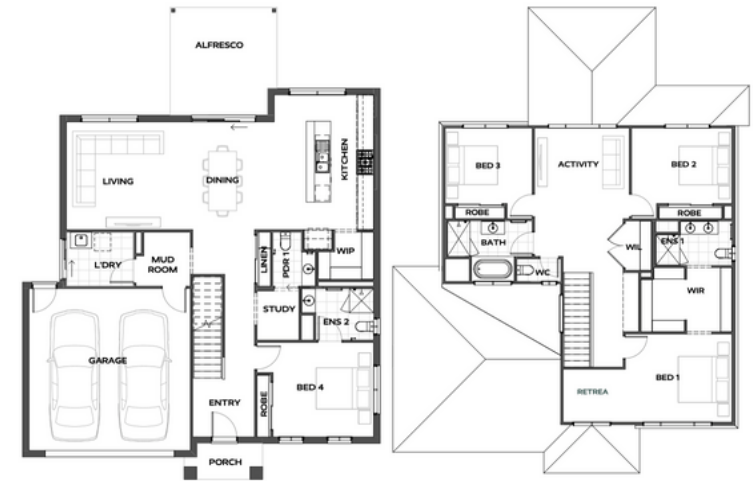 ALFRESCO
LIVING
DINING
KITCHEN
L'DRY
MUD
ROOM
LINEN
PDR 1
WIP
STUDY
ENS 2
GARAGE
ENTRY
ROBE
BED 4
PORCH
BED 3
ACTIVITY
BED 2
ROBE
ROBE
BATH
WC
WIL
ENS 1
WIR
BED 1
RETREA